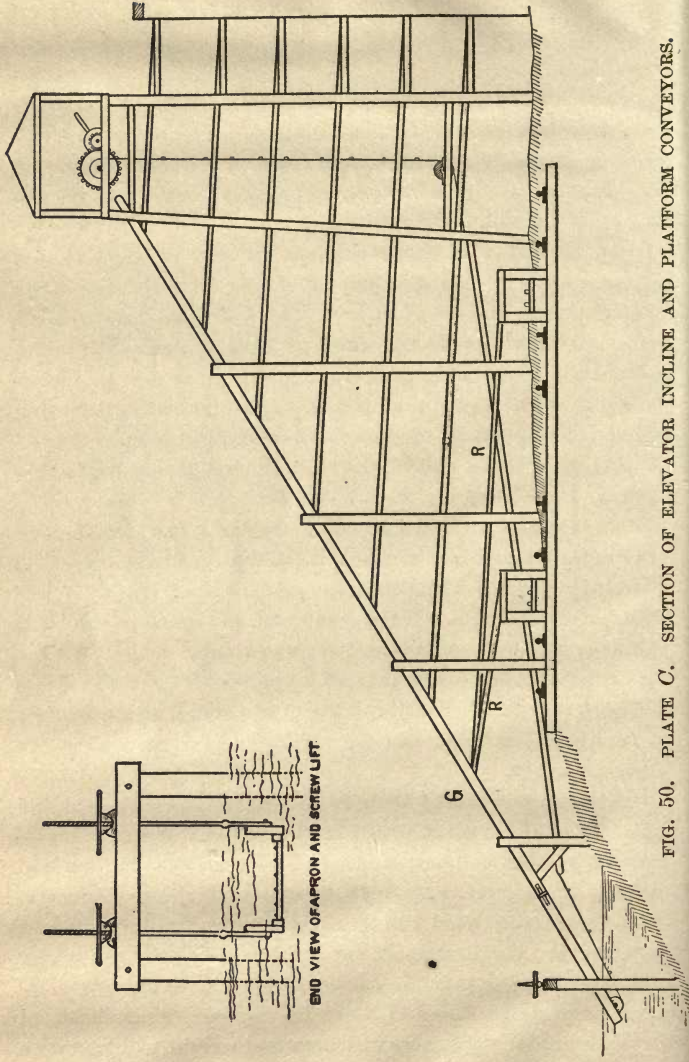 G
R
R
END VIEW OF APRON AND SCREW LIFT
FIG. 50. PLATE C. SECTION OF ELEVATOR INCLINE AND PLATFORM CONVEYORS.